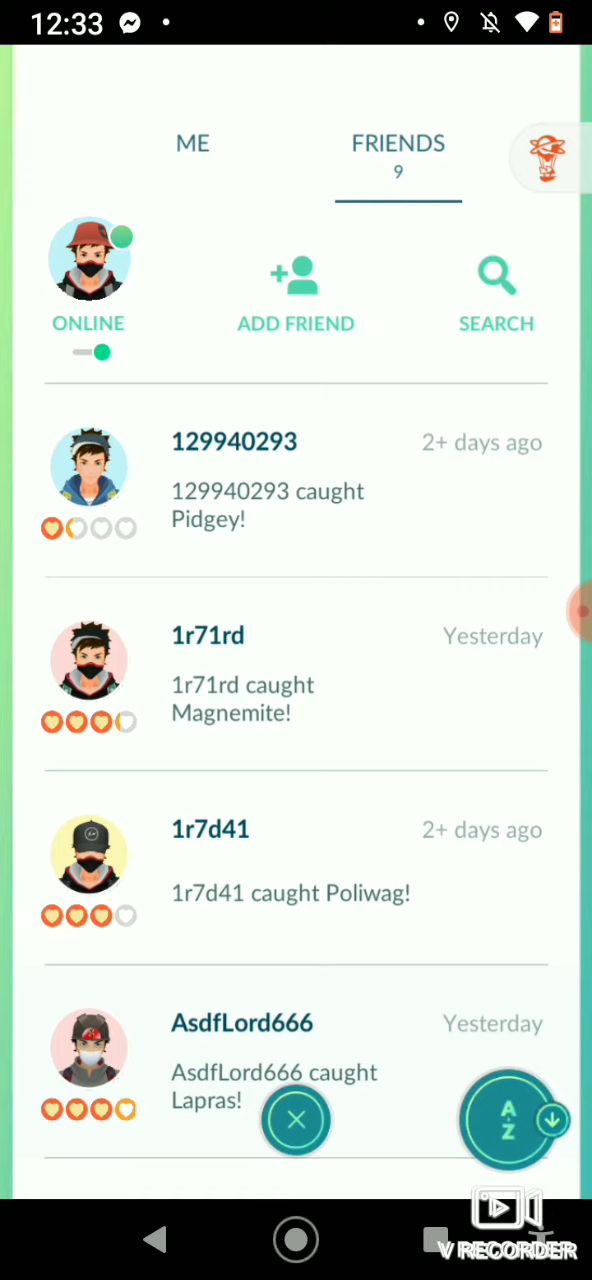 12:33
ME
FRIENDS
9
ONLINE
ADD FRIEND
SEARCH
129940293
2+ days ago
129940293 caught
Pidgey!
1r71rd
Yesterday
1r71rd caught
Magnemite!
1r7d41
2+ days ago
1r7d41 caught Poliwag!
AsdfLord666
Yesterday
AsdfLord666 caught
Lapras!
A
Z
V RECORDER